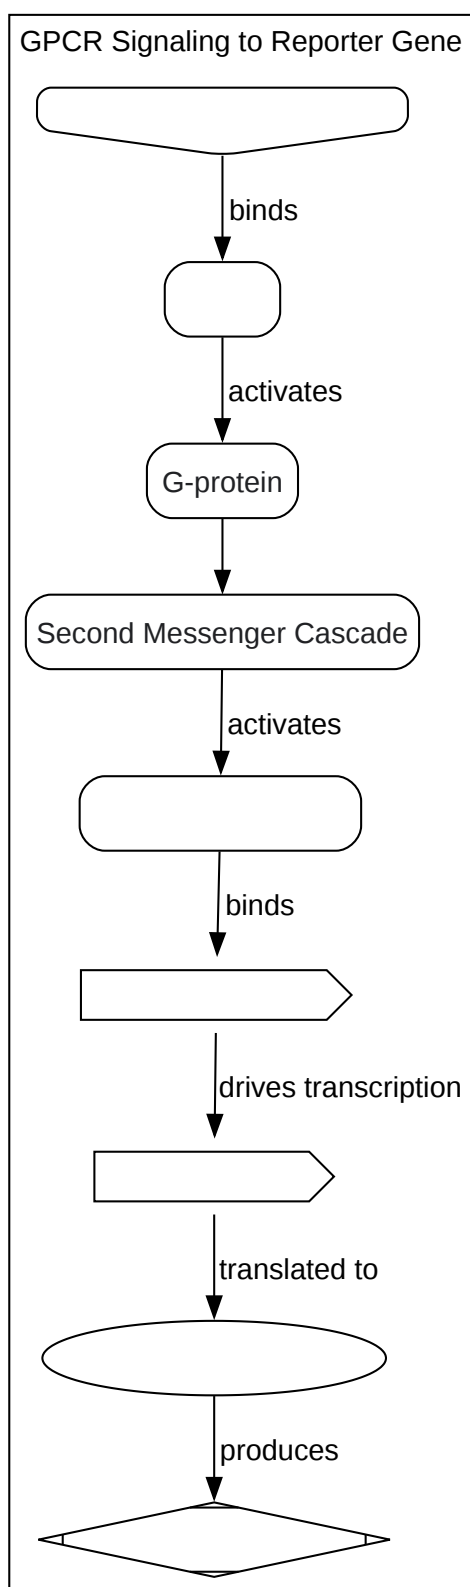 GPCR Signaling to Reporter Gene
binds
activates
G-protein
Second Messenger Cascade
activates
binds
drives transcription
translated to
produces